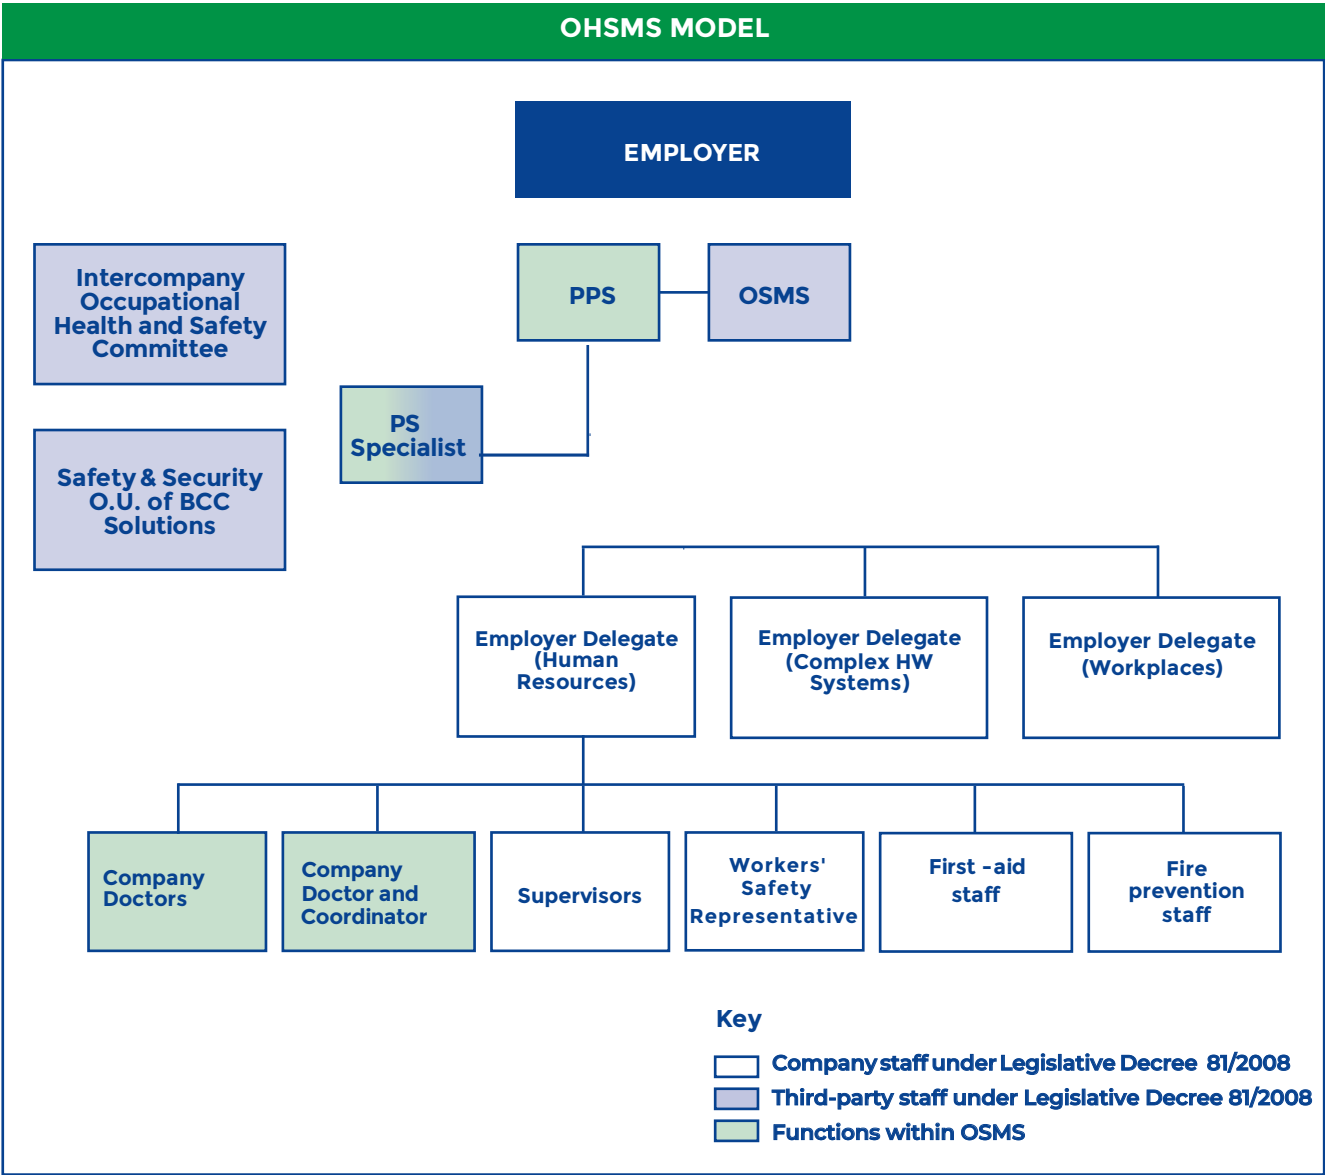 OHSMS MODEL
EMPLOYER
Intercompany
Occupational
Health and Safety
Committee
PPS
OSMS
PS
Specialist
Safety & Security
O.U. of BCC
Solutions
Employer Delegate
(Human
Resources)
Employer Delegate
(Complex HW
Systems)
Employer Delegate
(Workplaces)
Company
Doctors
Company
Doctor and
Coordinator
Supervisors
Workers'
Safety
Representative
First -aid
staff
Fire
prevention
staff
Key
Company staff under Legislative Decree 81/2008
Third-party staff under Legislative Decree 81/2008
Functions within OSMS